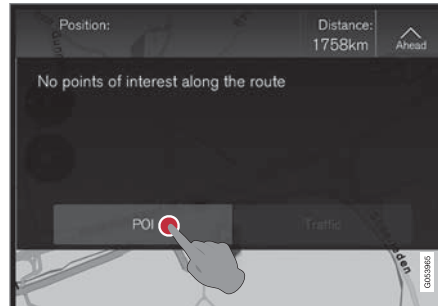 Position:
Distance:
1758km
Ahead
No points of interest along the route
POI
Traffic
G053965